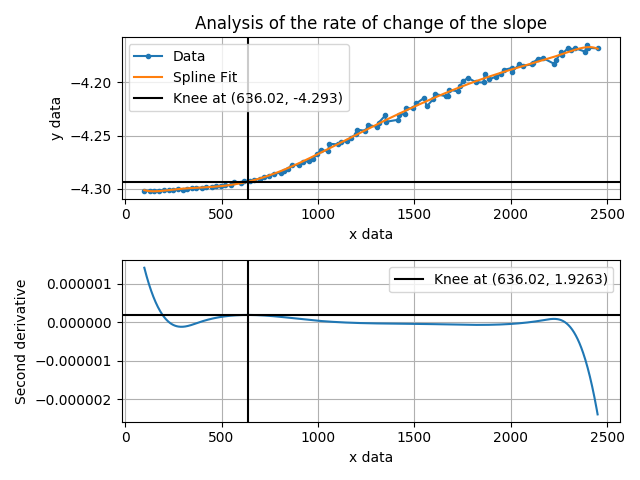 Analysis of the rate of change of the slope
Data
Spline Fit
Knee at (636.02, -4.293)
y data
−4.20
−4.25
−4.30
0 500 1000 1500 2000 2500
x data
Knee at (636.02, 1.9263)
Second derivative
0.000001
0.000000
−0.000001
−0.000002
0 500 1000 1500 2000 2500
x data